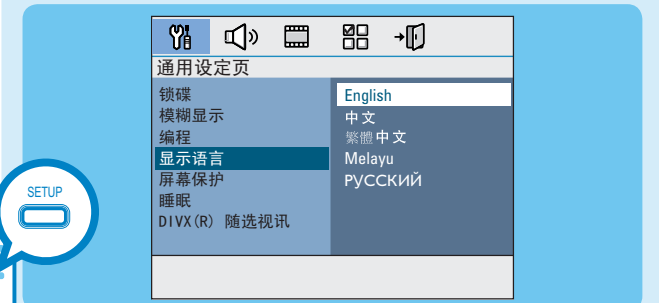 通用设定页
锁碟
模糊显示
编程
显示语言
屏幕保护
睡眠
DIVX(R) 随选视讯
English
中文
繁體中文
Melayu
РУССКИЙ
SETUP